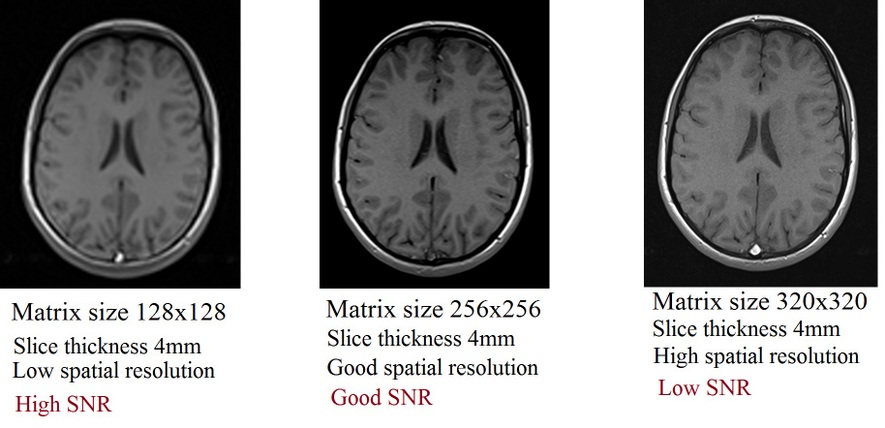 Matrix size 128x128
Slice thickness 4mm
Low spatial resolution
High SNR
Matrix size 256x256
Slice thickness 4mm
Good spatial resolution
Good SNR
Matrix size 320x320
Slice thickness 4mm
High spatial resolution
Low SNR